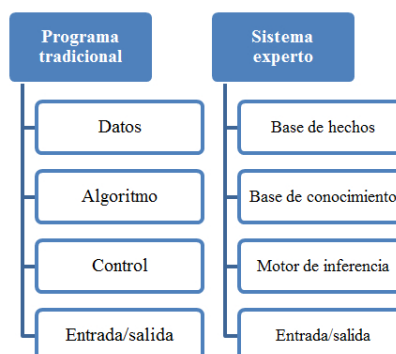 Programa
tradicional
Datos
Algoritmo
Control
Entrada/salida
Sistema
experto
Base de hechos
Base de conocimiento
Motor de inferencia
Entrada/salida